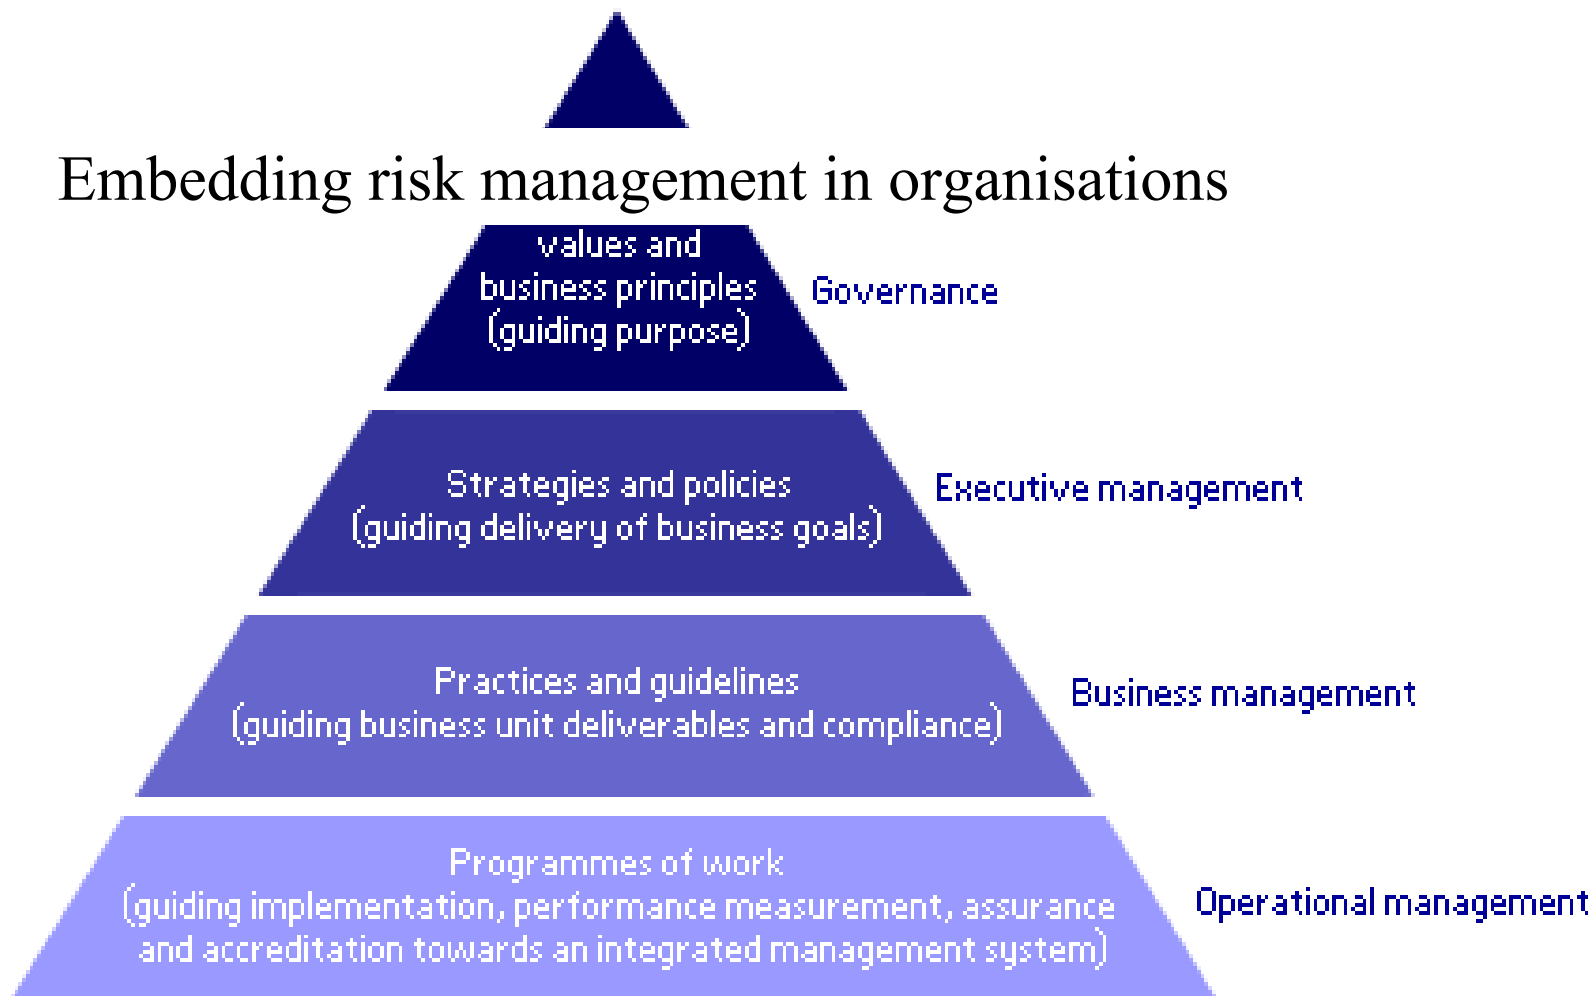 Embedding risk management in organisations
values and
business principles
(guiding purpose)
Governance
Strategies and policies
(guiding delivery of business goals)
Executive management
Practices and guidelines
(guiding business unit deliverables and compliance)
Business management
Programmes of work
(guiding implementation, performance measurement, assurance
and accreditation towards an integrated management system)
Operational management